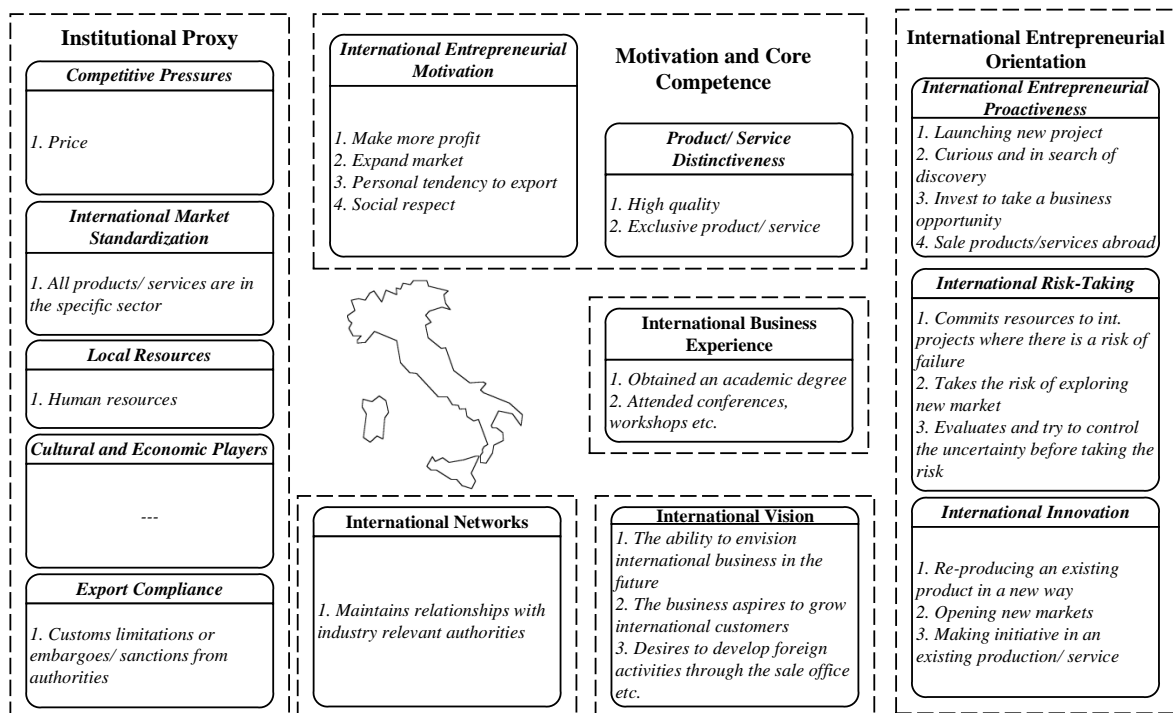 Institutional Proxy
Competitive Pressures
1. Price
International Market
Standardization
1. All products/ services are in
the specific sector
Local Resources
1. Human resources
Cultural and Economic Players
---
Export Compliance
1. Customs limitations or
embargoes/ sanctions from
authorities
International Entrepreneurial
Motivation
1. Make more profit
2. Expand market
3. Personal tendency to export
4. Social respect
Motivation and Core
Competence
Product/ Service
Distinctiveness
1. High quality
2. Exclusive product/ service
International Business
Experience
1. Obtained an academic degree
2. Attended conferences,
workshops etc.
International Networks
1. Maintains relationships with
industry relevant authorities
International Vision
1. The ability to envision
international business in the
future
2. The business aspires to grow
international customers
3. Desires to develop foreign
activities through the sale office
etc.
International Entrepreneurial
Orientation
International Entrepreneurial
Proactiveness
1. Launching new project
2. Curious and in search of
discovery
3. Invest to take a business
opportunity
4. Sale products/services abroad
International Risk-Taking
1. Commits resources to int.
projects where there is a risk of
failure
2. Takes the risk of exploring
new market
3. Evaluates and try to control
the uncertainty before taking the
risk
International Innovation
1. Re-producing an existing
product in a new way
2. Opening new markets
3. Making initiative in an
existing production/ service